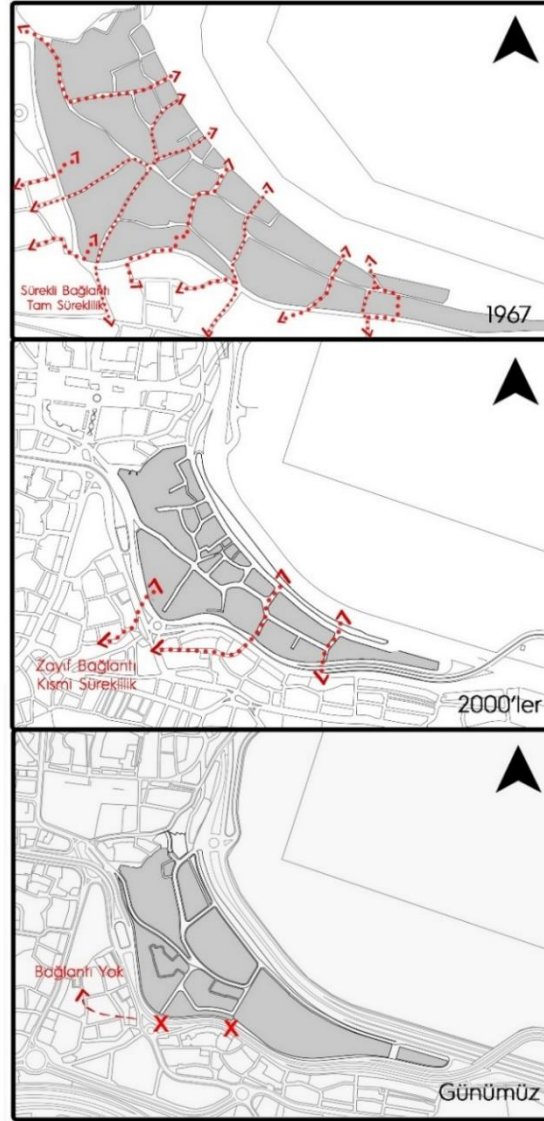 Sürekli Bağlantı
Tam Süreklilik
1967
Zayıf Bağlantı
Kısmi Süreklilik
2000'ler
Bağlantı Yok
X
X
Günümüz